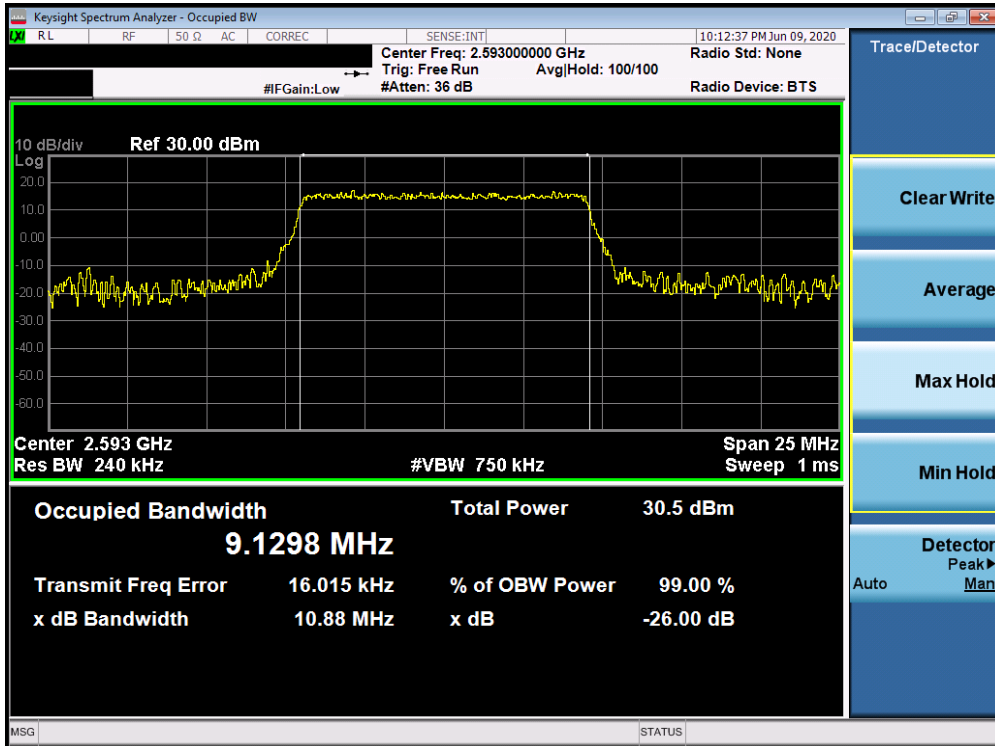 Keysight Spectrum Analyzer - Occupied BW
LXI RL RF 50 Ω AC CORREC SENSE:INT 10:12:37 PM Jun 09, 2020
Center Freq: 2.593000000 GHz Radio Std: None
Trig: Free Run Avg|Hold: 100/100
#IFGain:Low #Atten: 36 dB Radio Device: BTS
10 dB/div Ref 30.00 dBm
Log
20.0
10.0
0.00
-10.0
-20.0
-30.0
-40.0
-50.0
-60.0
Center 2.593 GHz Span 25 MHz
Res BW 240 kHz #VBW 750 kHz Sweep 1 ms
Occupied Bandwidth Total Power 30.5 dBm
9.1298 MHz
Transmit Freq Error 16.015 kHz % of OBW Power 99.00 %
x dB Bandwidth 10.88 MHz x dB -26.00 dB
MSG STATUS
Trace/Detector
Clear Write
Average
Max Hold
Min Hold
Detector
Peak▶
Auto Man